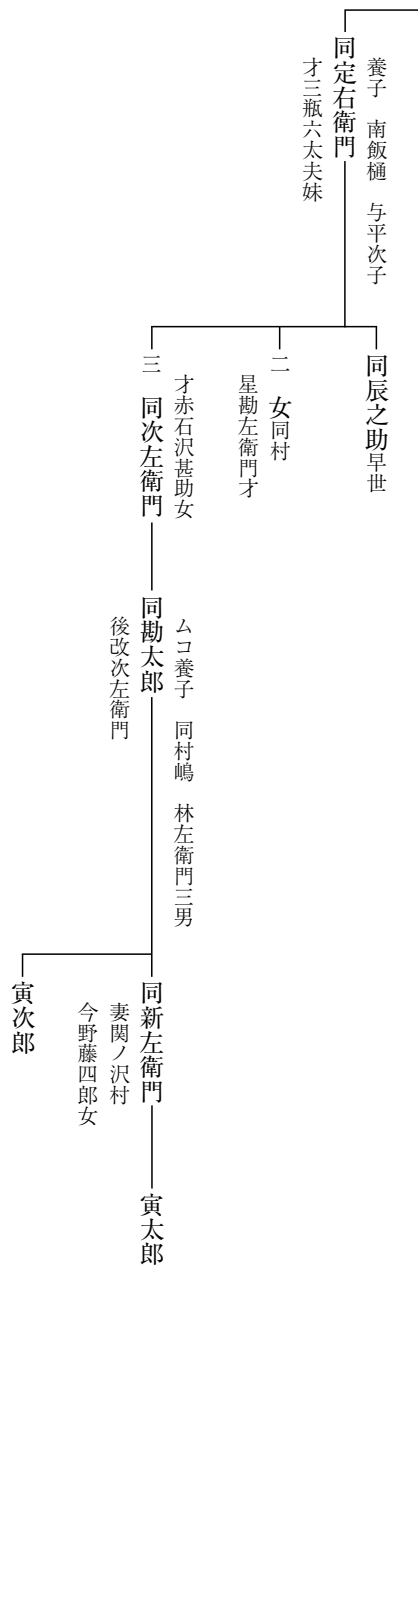 養子　南飯樋　与平次子
同定右衛門
才三瓶六太夫妹
同辰之助早世
二　女同村
星勘左衛門才
才赤石沢甚助女
三　同次左衛門
ムコ養子　同村嶋　林左衛門三男
同勘太郎
後改次左衛門
同新左衛門
妻関ノ沢村
今野藤四郎女
寅次郎
寅太郎